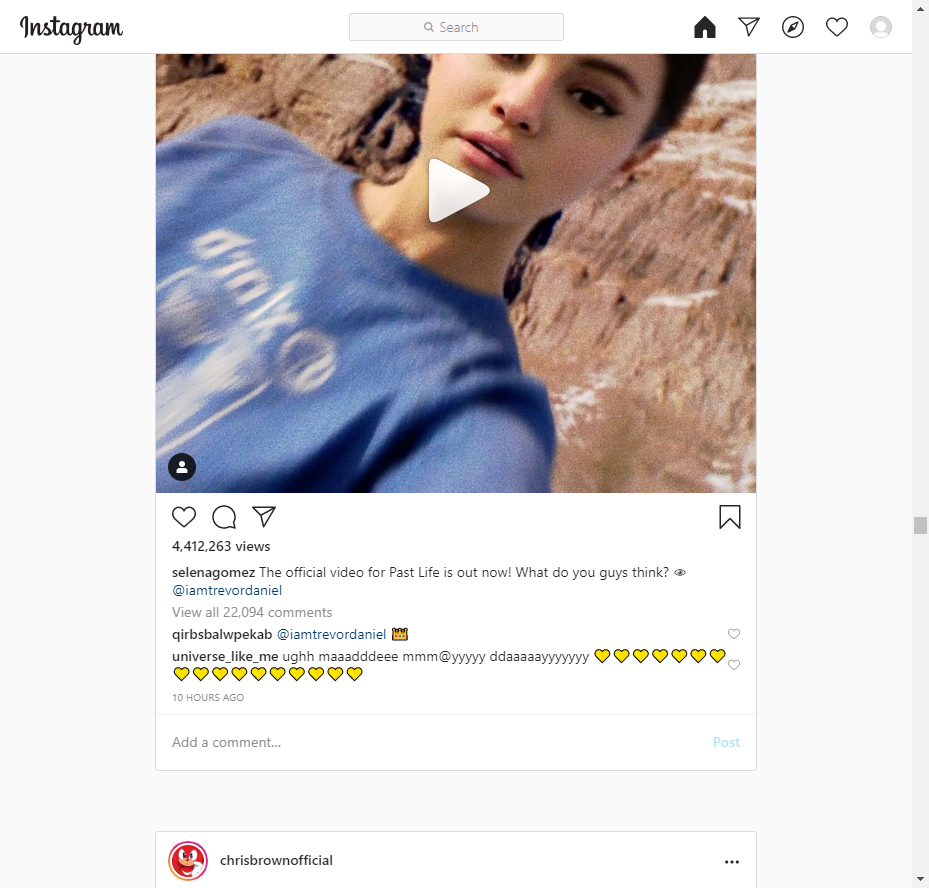 Instagram
Search
4,412,263 views
selenagomez The official video for Past Life is out now! What do you guys think? 👁
@iamtrevordaniel
View all 22,094 comments
qirbsbalwpekab @iamtrevordaniel 👑
universe_like_me ughh maaadddeee mmm@yyyyy ddaaaaayyyyyyy 💛💛💛💛💛💛💛
💛💛💛💛💛💛💛💛💛💛
10 HOURS AGO
Add a comment... Post
chrisbrownofficial